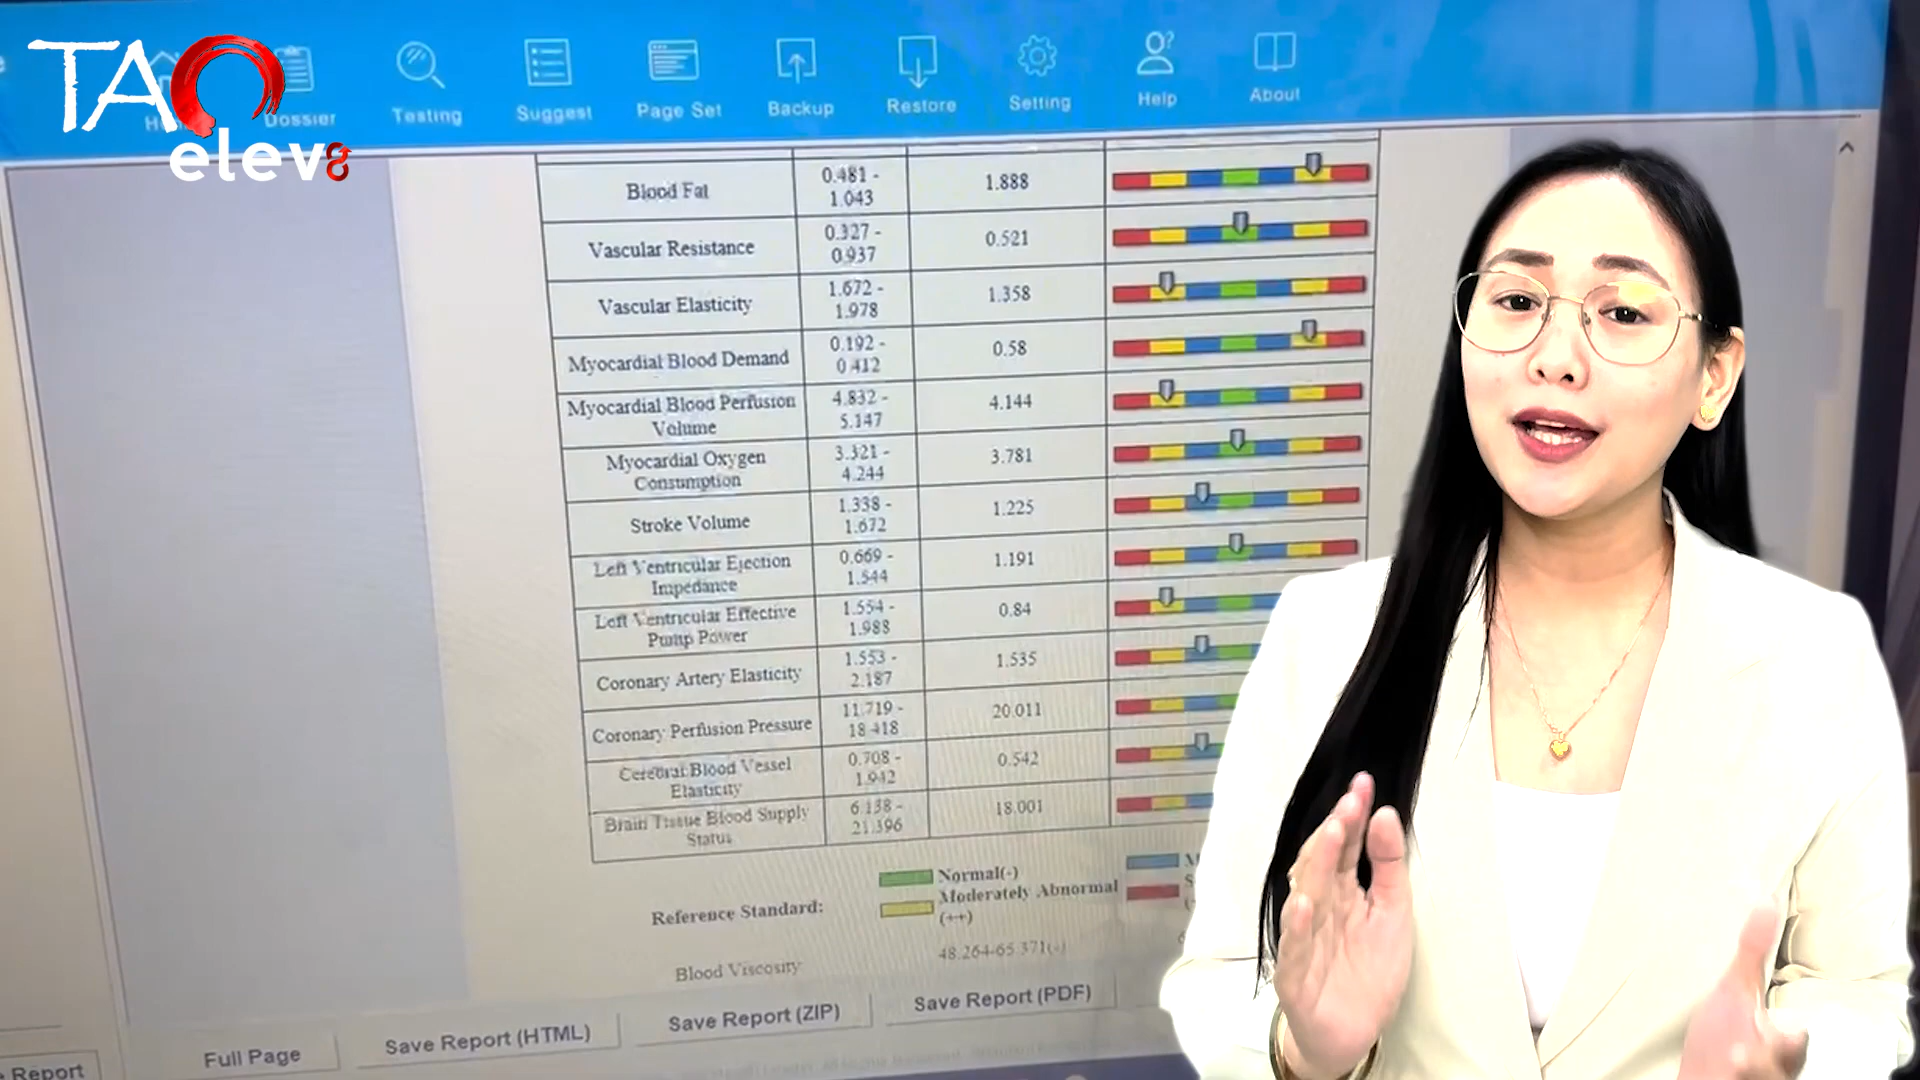 TAO
elev8
Dossier
Testing
Suggest
Page Set
Backup
Restore
Setting
Help
About
Blood Fat
0.481 -
1.043
1.888
Vascular Resistance
0.327 -
0.937
0.521
Vascular Elasticity
1.672 -
1.978
1.358
Myocardial Blood Demand
0.192 -
0.412
0.58
Myocardial Blood Perfusion
Volume
4.832 -
5.147
4.144
Myocardial Oxygen
Consumption
3.321 -
4.244
3.781
Stroke Volume
1.338 -
1.672
1.225
Left Ventricular Ejection
Impedance
0.669 -
1.544
1.191
Left Ventricular Effective
Pump Power
1.554 -
1.988
0.84
Coronary Artery Elasticity
1.553 -
2.187
1.535
Coronary Perfusion Pressure
11.719 -
18.418
20.011
Cerebral Blood Vessel
Elasticity
0.708 -
1.942
0.542
Brain Tissue Blood Supply
Status
6.138 -
21.396
18.001
Reference Standard:
Normal(-)
Moderately Abnormal
(++)
Blood Viscosity
48.264-65.371(-)
Full Page
Save Report (HTML)
Save Report (ZIP)
Save Report (PDF)
Report